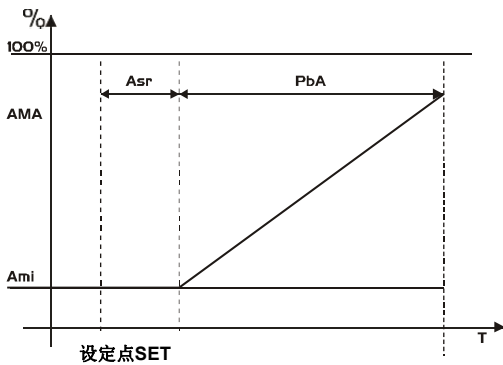 %
100%
Asr
PbA
AMA
Ami
T
设定点SET